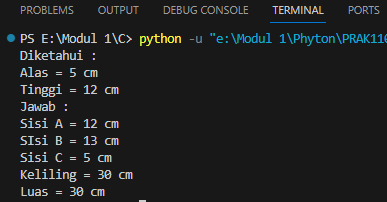 PROBLEMS OUTPUT DEBUG CONSOLE TERMINAL PORTS
PS E:\Modul 1\C> python -u "e:\Modul 1\Phyton\PRAK110
Diketahui :
Alas = 5 cm
Tinggi = 12 cm
Jawab :
Sisi A = 12 cm
SIsi B = 13 cm
Sisi C = 5 cm
Keliling = 30 cm
Luas = 30 cm